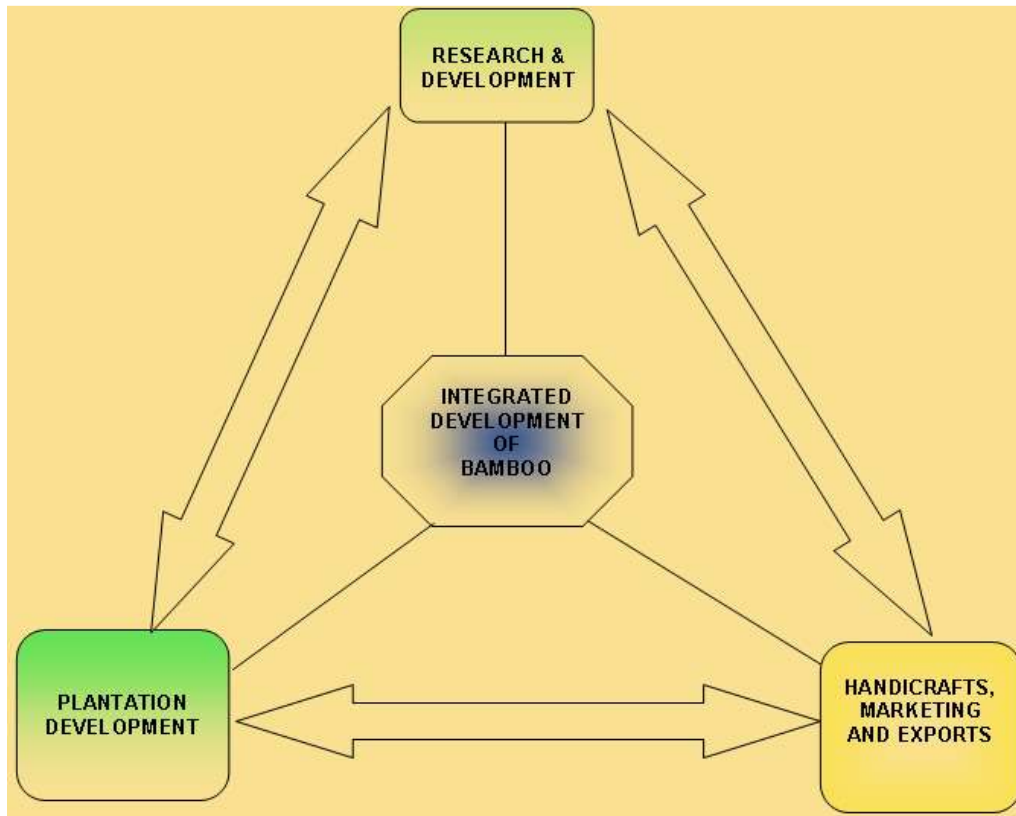 RESEARCH &
DEVELOPMENT
INTEGRATED
DEVELOPMENT
OF
BAMBOO
PLANTATION
DEVELOPMENT
HANDICRAFTS,
MARKETING
AND EXPORTS